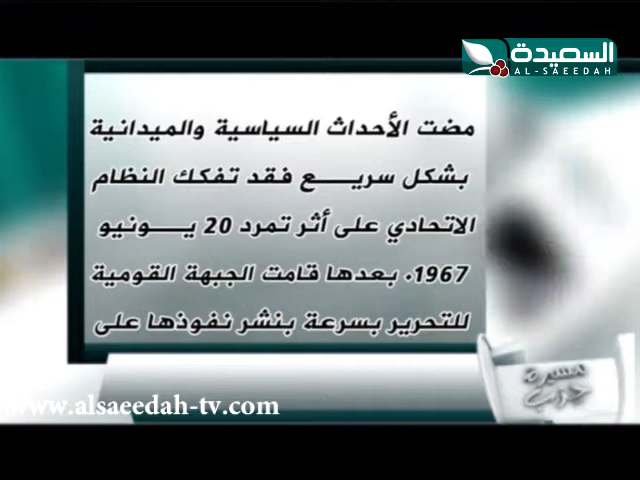 السعيدة
AL-SAEEDAH
مضت الأحداث السياسية والميدانية
بشكل سريـــع فقد تفكك النظام
الاتحادي على أثر تمرد 20 يـــونيو
1967. بعدها قامت الجبهة القومية
للتحرير بسرعة بنشر نفوذها على
مسيرة
حزب
www.alsaeedah-tv.com